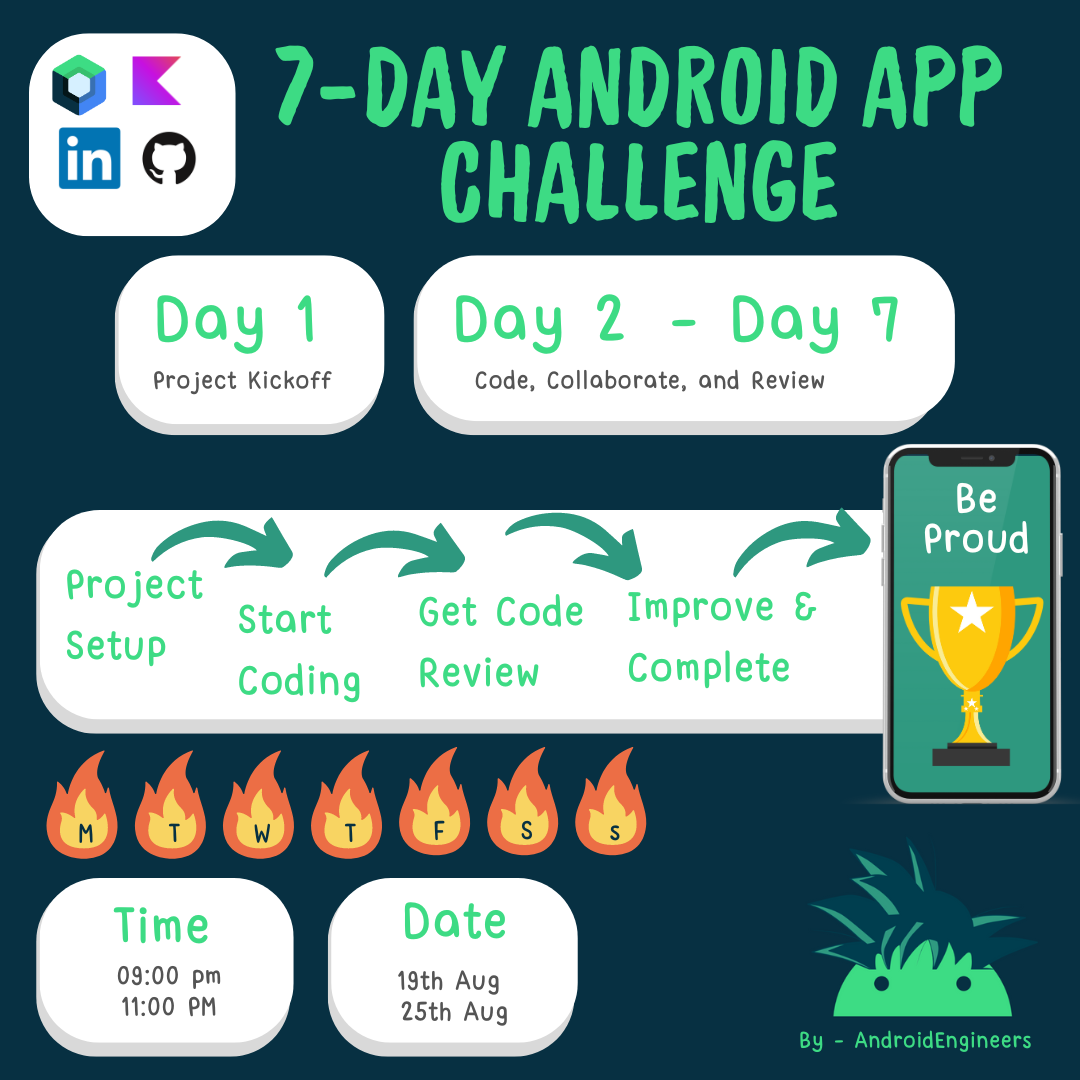 in
7-DAY ANDROID APP
CHALLENGE
Day 1
Project Kickoff
Day 2 - Day 7
Code, Collaborate, and Review
Project
Setup
Start
Coding
Get Code
Review
Improve &
Complete
Be
Proud
M T W T F S s
Time
09:00 pm
11:00 PM
Date
19th Aug
25th Aug
By - AndroidEngineers